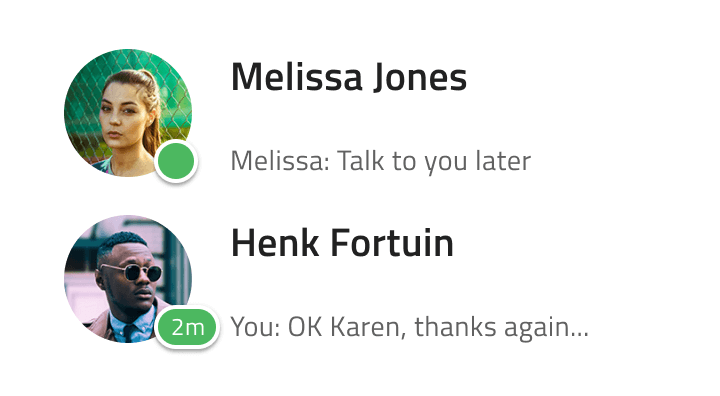 Melissa Jones
Melissa: Talk to you later
Henk Fortuin
2m
You: OK Karen, thanks again...